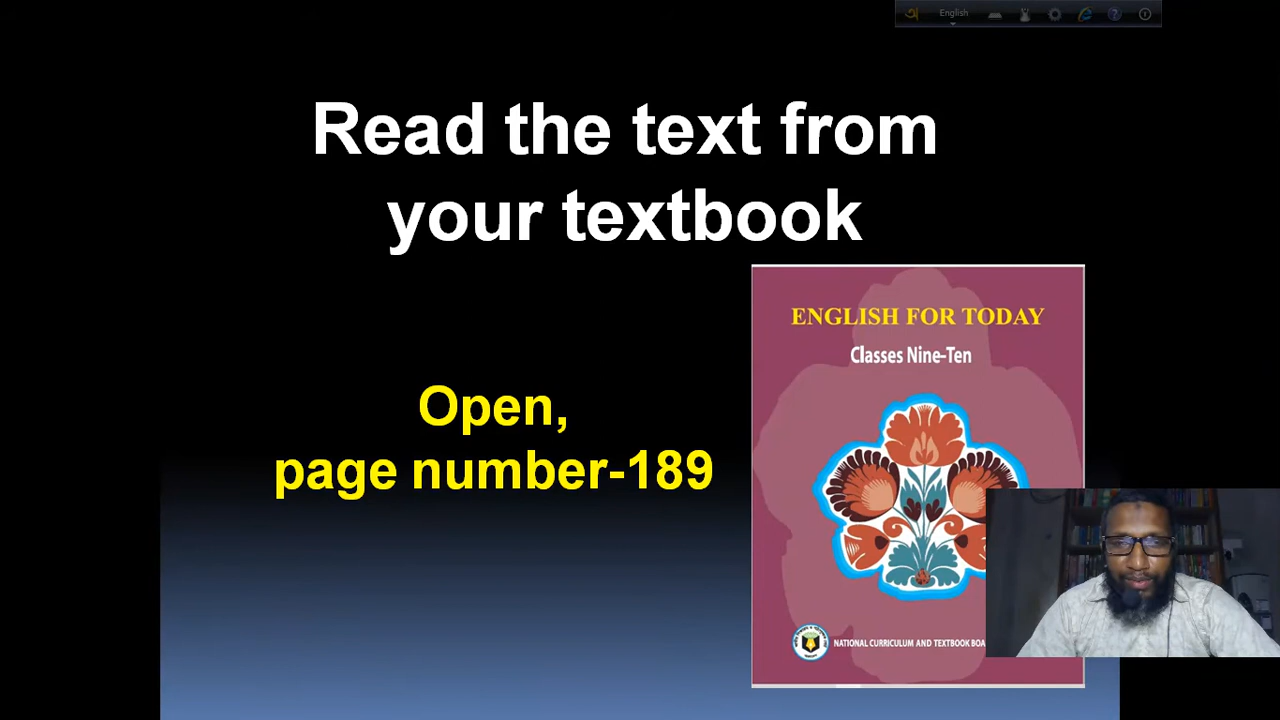 অ English
Read the text from
your textbook
ENGLISH FOR TODAY
Classes Nine-Ten
Open,
page number-189
NATIONAL CURRICULUM AND TEXTBOOK